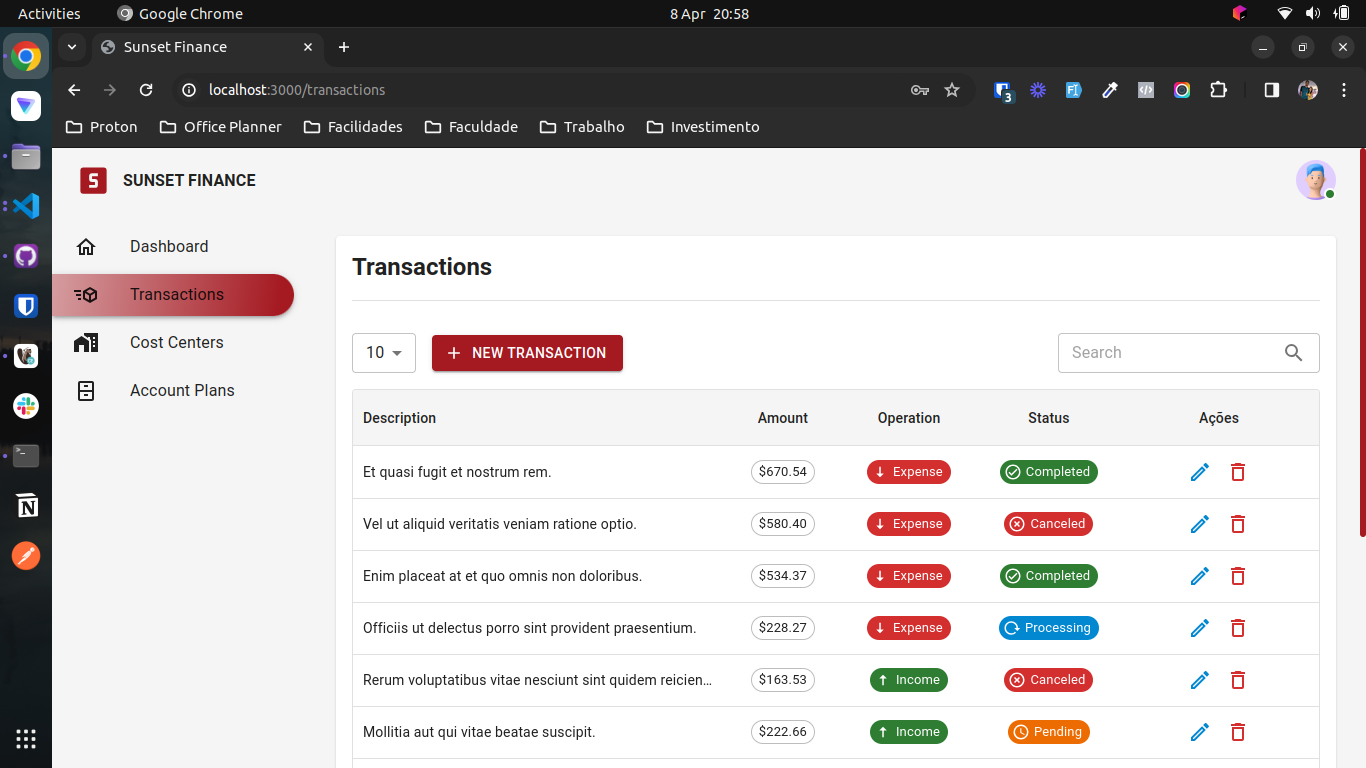 Activities
Google Chrome
8 Apr 20:58
Sunset Finance
localhost:3000/transactions
3
Proton
Office Planner
Facilidades
Faculdade
Trabalho
Investimento
S
SUNSET FINANCE
Dashboard
Transactions
Cost Centers
Account Plans
Transactions
10
NEW TRANSACTION
Search
Description Amount Operation Status Ações
Et quasi fugit et nostrum rem. $670.54 Expense Completed
Vel ut aliquid veritatis veniam ratione optio. $580.40 Expense Canceled
Enim placeat at et quo omnis non doloribus. $534.37 Expense Completed
Officiis ut delectus porro sint provident praesentium. $228.27 Expense Processing
Rerum voluptatibus vitae nesciunt sint quidem reicien… $163.53 Income Canceled
Mollitia aut qui vitae beatae suscipit. $222.66 Income Pending